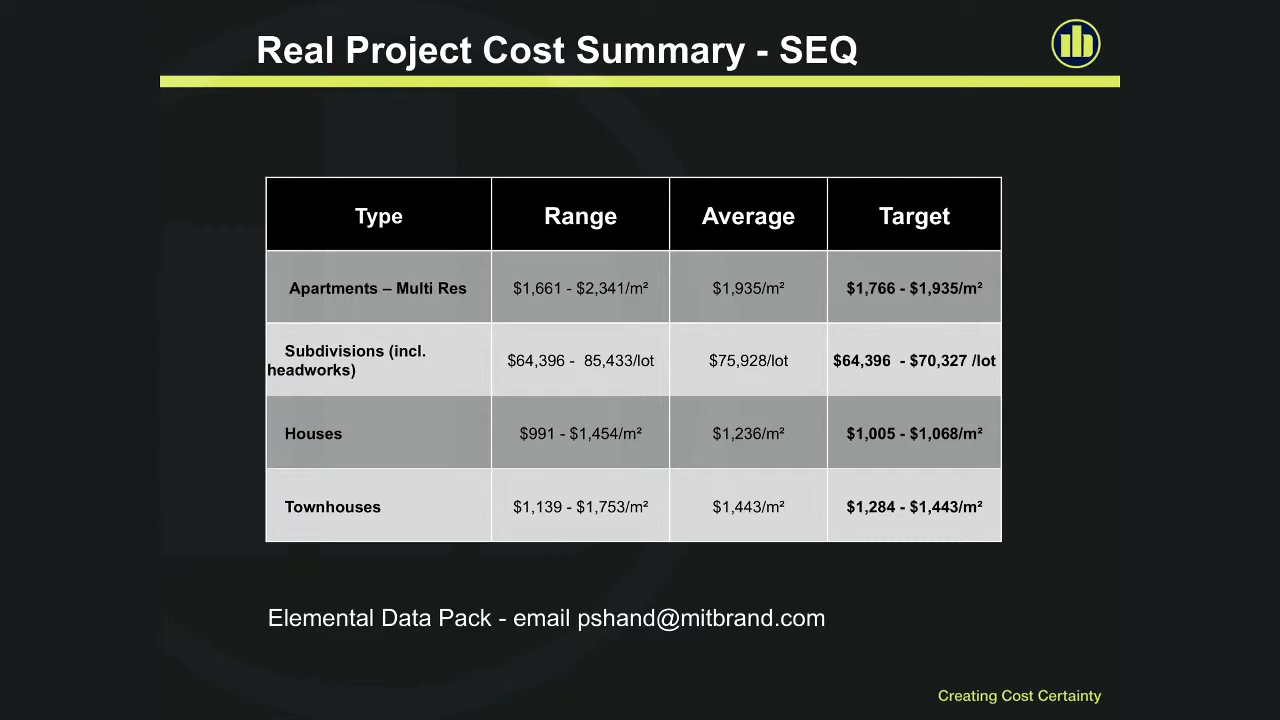 Real Project Cost Summary - SEQ
Type Range Average Target
Apartments – Multi Res $1,661 - $2,341/m² $1,935/m² $1,766 - $1,935/m²
Subdivisions (incl.
headworks) $64,396 - 85,433/lot $75,928/lot $64,396 - $70,327 /lot
Houses $991 - $1,454/m² $1,236/m² $1,005 - $1,068/m²
Townhouses $1,139 - $1,753/m² $1,443/m² $1,284 - $1,443/m²
Elemental Data Pack - email pshand@mitbrand.com
Creating Cost Certainty